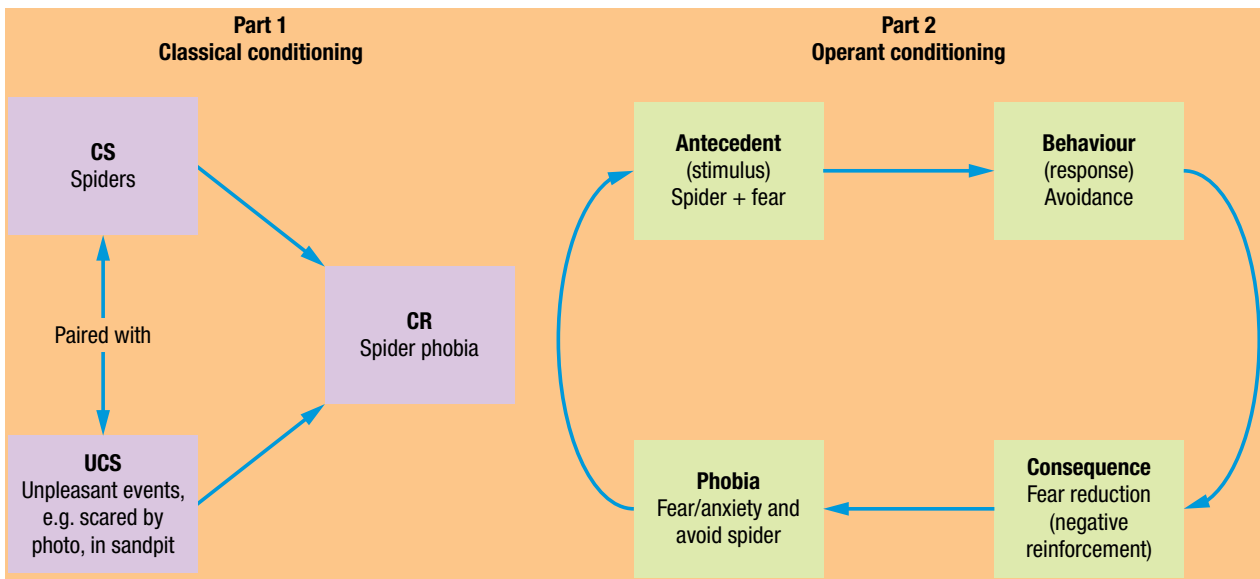 Part 1
Classical conditioning
CS
Spiders
Paired with
UCS
Unpleasant events,
e.g. scared by
photo, in sandpit
CR
Spider phobia
Part 2
Operant conditioning
Antecedent
(stimulus)
Spider + fear
Behaviour
(response)
Avoidance
Phobia
Fear/anxiety and
avoid spider
Consequence
Fear reduction
(negative
reinforcement)